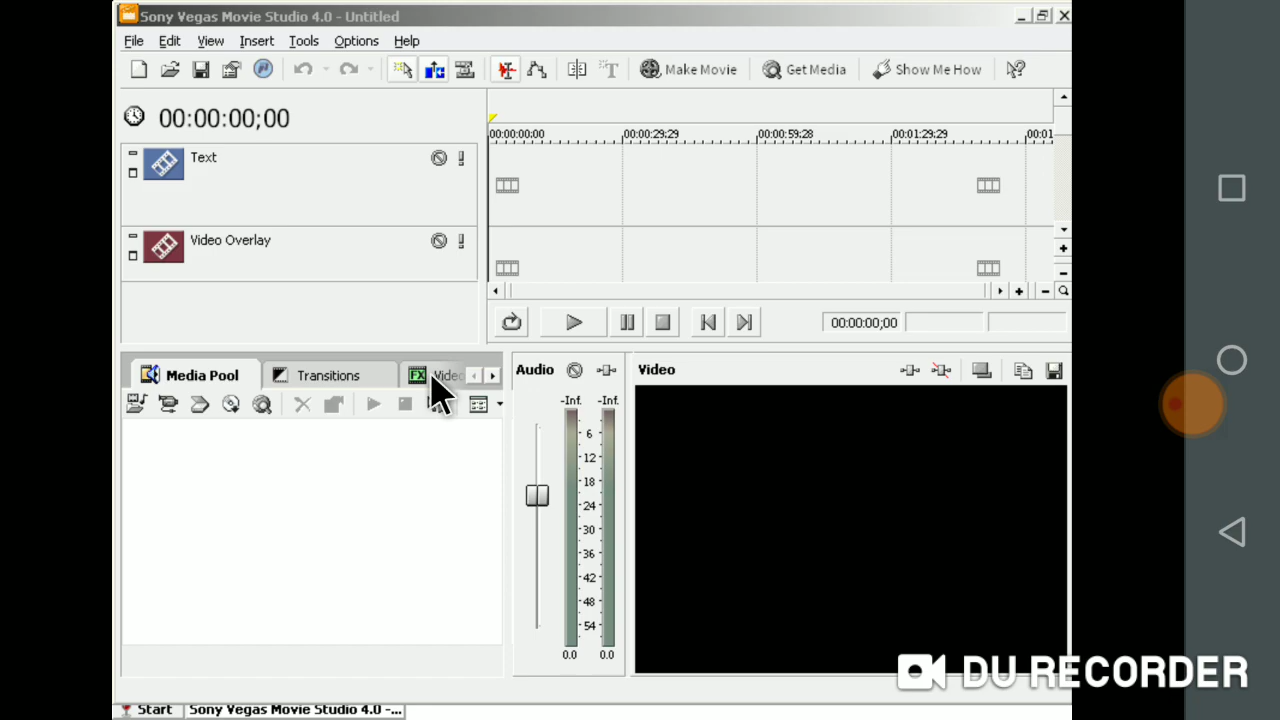 Sony Vegas Movie Studio 4.0 - Untitled
File Edit View Insert Tools Options Help
Make Movie Get Media Show Me How
00:00:00;00
00:00:00;00 00:00:29;29 00:00:59;28 00:01:29;29 00:01
Text
Video Overlay
00:00:00;00
Media Pool Transitions FX Video
Audio
Video
-Inf. -Inf.
6
12
18
24
30
36
42
48
54
0.0 0.0
DU RECORDER
Start Sony Vegas Movie Studio 4.0 -...